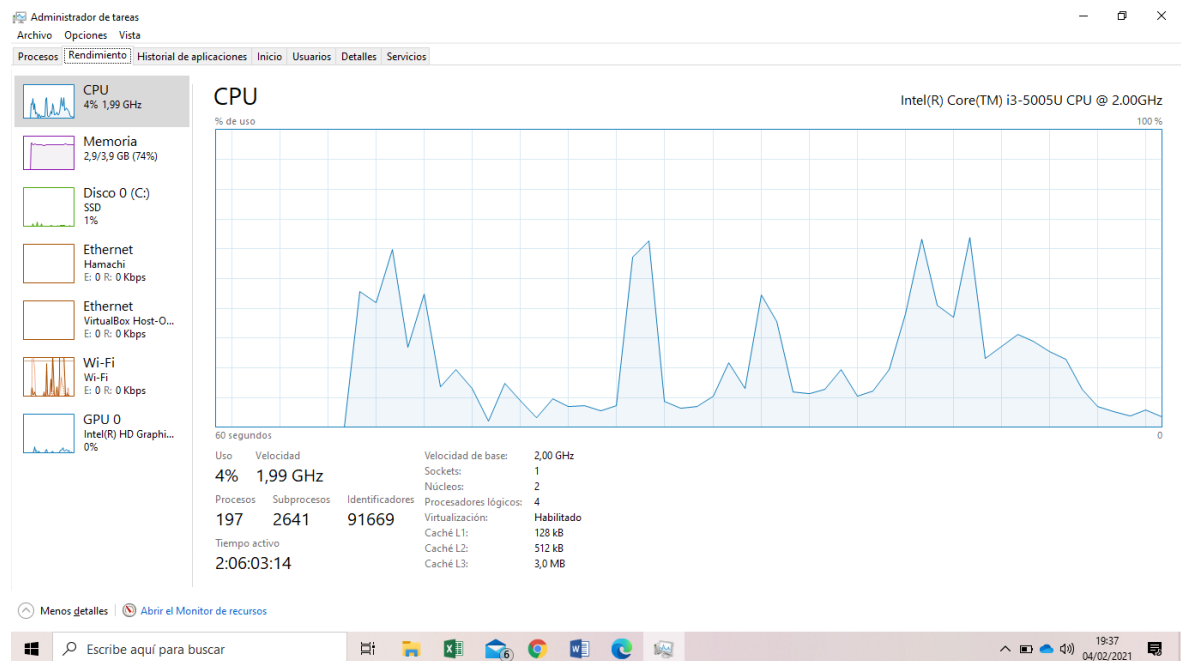 Administrador de tareas
Archivo Opciones Vista
Procesos Rendimiento Historial de aplicaciones Inicio Usuarios Detalles Servicios
CPU
4% 1,99 GHz
Memoria
2,9/3,9 GB (74%)
Disco 0 (C:)
SSD
1%
Ethernet
Hamachi
E: 0 R: 0 Kbps
Ethernet
VirtualBox Host-O...
E: 0 R: 0 Kbps
Wi-Fi
Wi-Fi
E: 0 R: 0 Kbps
GPU 0
Intel(R) HD Graphi...
0%
CPU
Intel(R) Core(TM) i3-5005U CPU @ 2.00GHz
% de uso 100 %
60 segundos 0
Uso Velocidad
4% 1,99 GHz
Procesos Subprocesos Identificadores
197 2641 91669
Tiempo activo
2:06:03:14
Velocidad de base: 2,00 GHz
Sockets: 1
Núcleos: 2
Procesadores lógicos: 4
Virtualización: Habilitado
Caché L1: 128 kB
Caché L2: 512 kB
Caché L3: 3,0 MB
Menos detalles Abrir el Monitor de recursos
Escribe aquí para buscar
6
19:37
04/02/2021